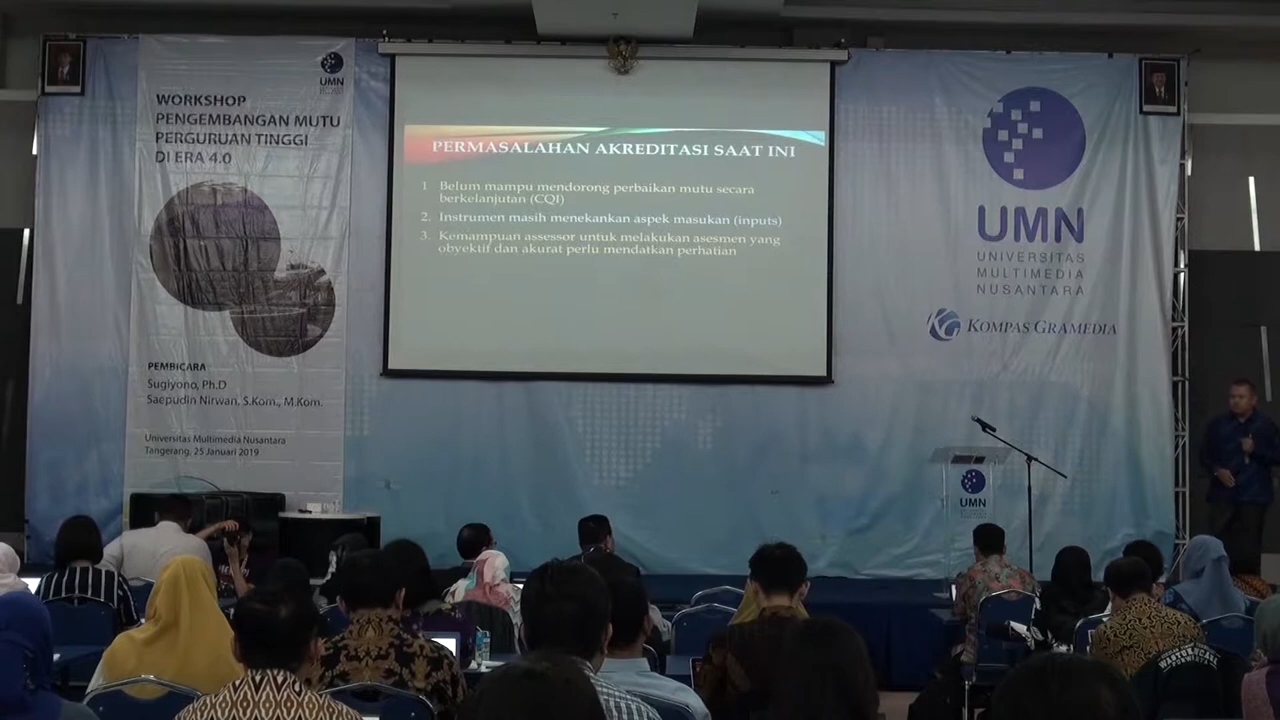 UMN
WORKSHOP
PENGEMBANGAN MUTU
PERGURUAN TINGGI
DI ERA 4.0
PEMBICARA
Sugiyono, Ph.D
Saepudin Nirwan, S.Kom., M.Kom.
Universitas Multimedia Nusantara
Tangerang, 25 Januari 2019
PERMASALAHAN AKREDITASI SAAT INI
1 Belum mampu mendorong perbaikan mutu secara
berkelanjutan (CQI)
2. Instrumen masih menekankan aspek masukan (inputs)
3. Kemampuan assessor untuk melakukan asesmen yang
obyektif dan akurat perlu mendatkan perhatian
UMN
UNIVERSITAS
MULTIMEDIA
NUSANTARA
KG KOMPAS GRAMEDIA
UMN
WASTUKENCANA
PURWAKARTA